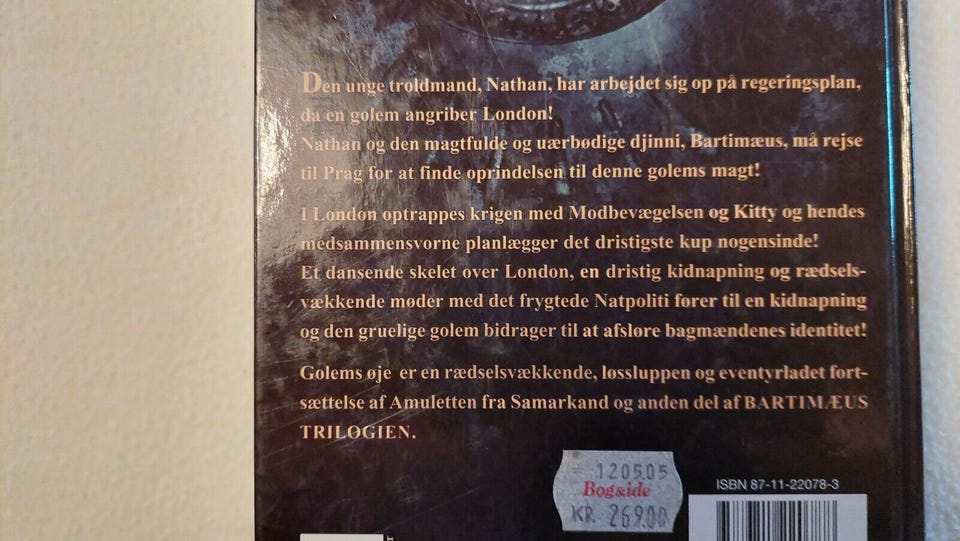 Den unge troldmand, Nathan, har arbejdet sig op på regeringsplan,
da en golem angriber London!
Nathan og den magtfulde og uærbødige djinni, Bartimæus, må rejse
til Prag for at finde oprindelsen til denne golems magt!
I London optrappes krigen med Modbevægelsen og Kitty og hendes
medsammensvorne planlægger det dristigste kup nogensinde!
Et dansende skelet over London, en dristig kidnapning og rædsels-
vækkende møder med det frygtede Natpoliti fører til en kidnapning
og den gruelige golem bidrager til at afsløre bagmændenes identitet!
Golems øje er en rædselsvækkende, løssluppen og eventyrladet fort-
sættelse af Amuletten fra Samarkand og anden del af BARTIMÆUS
TRILOGIEN.
120505
Bog&ide
KR. 269.00
ISBN 87-11-22078-3